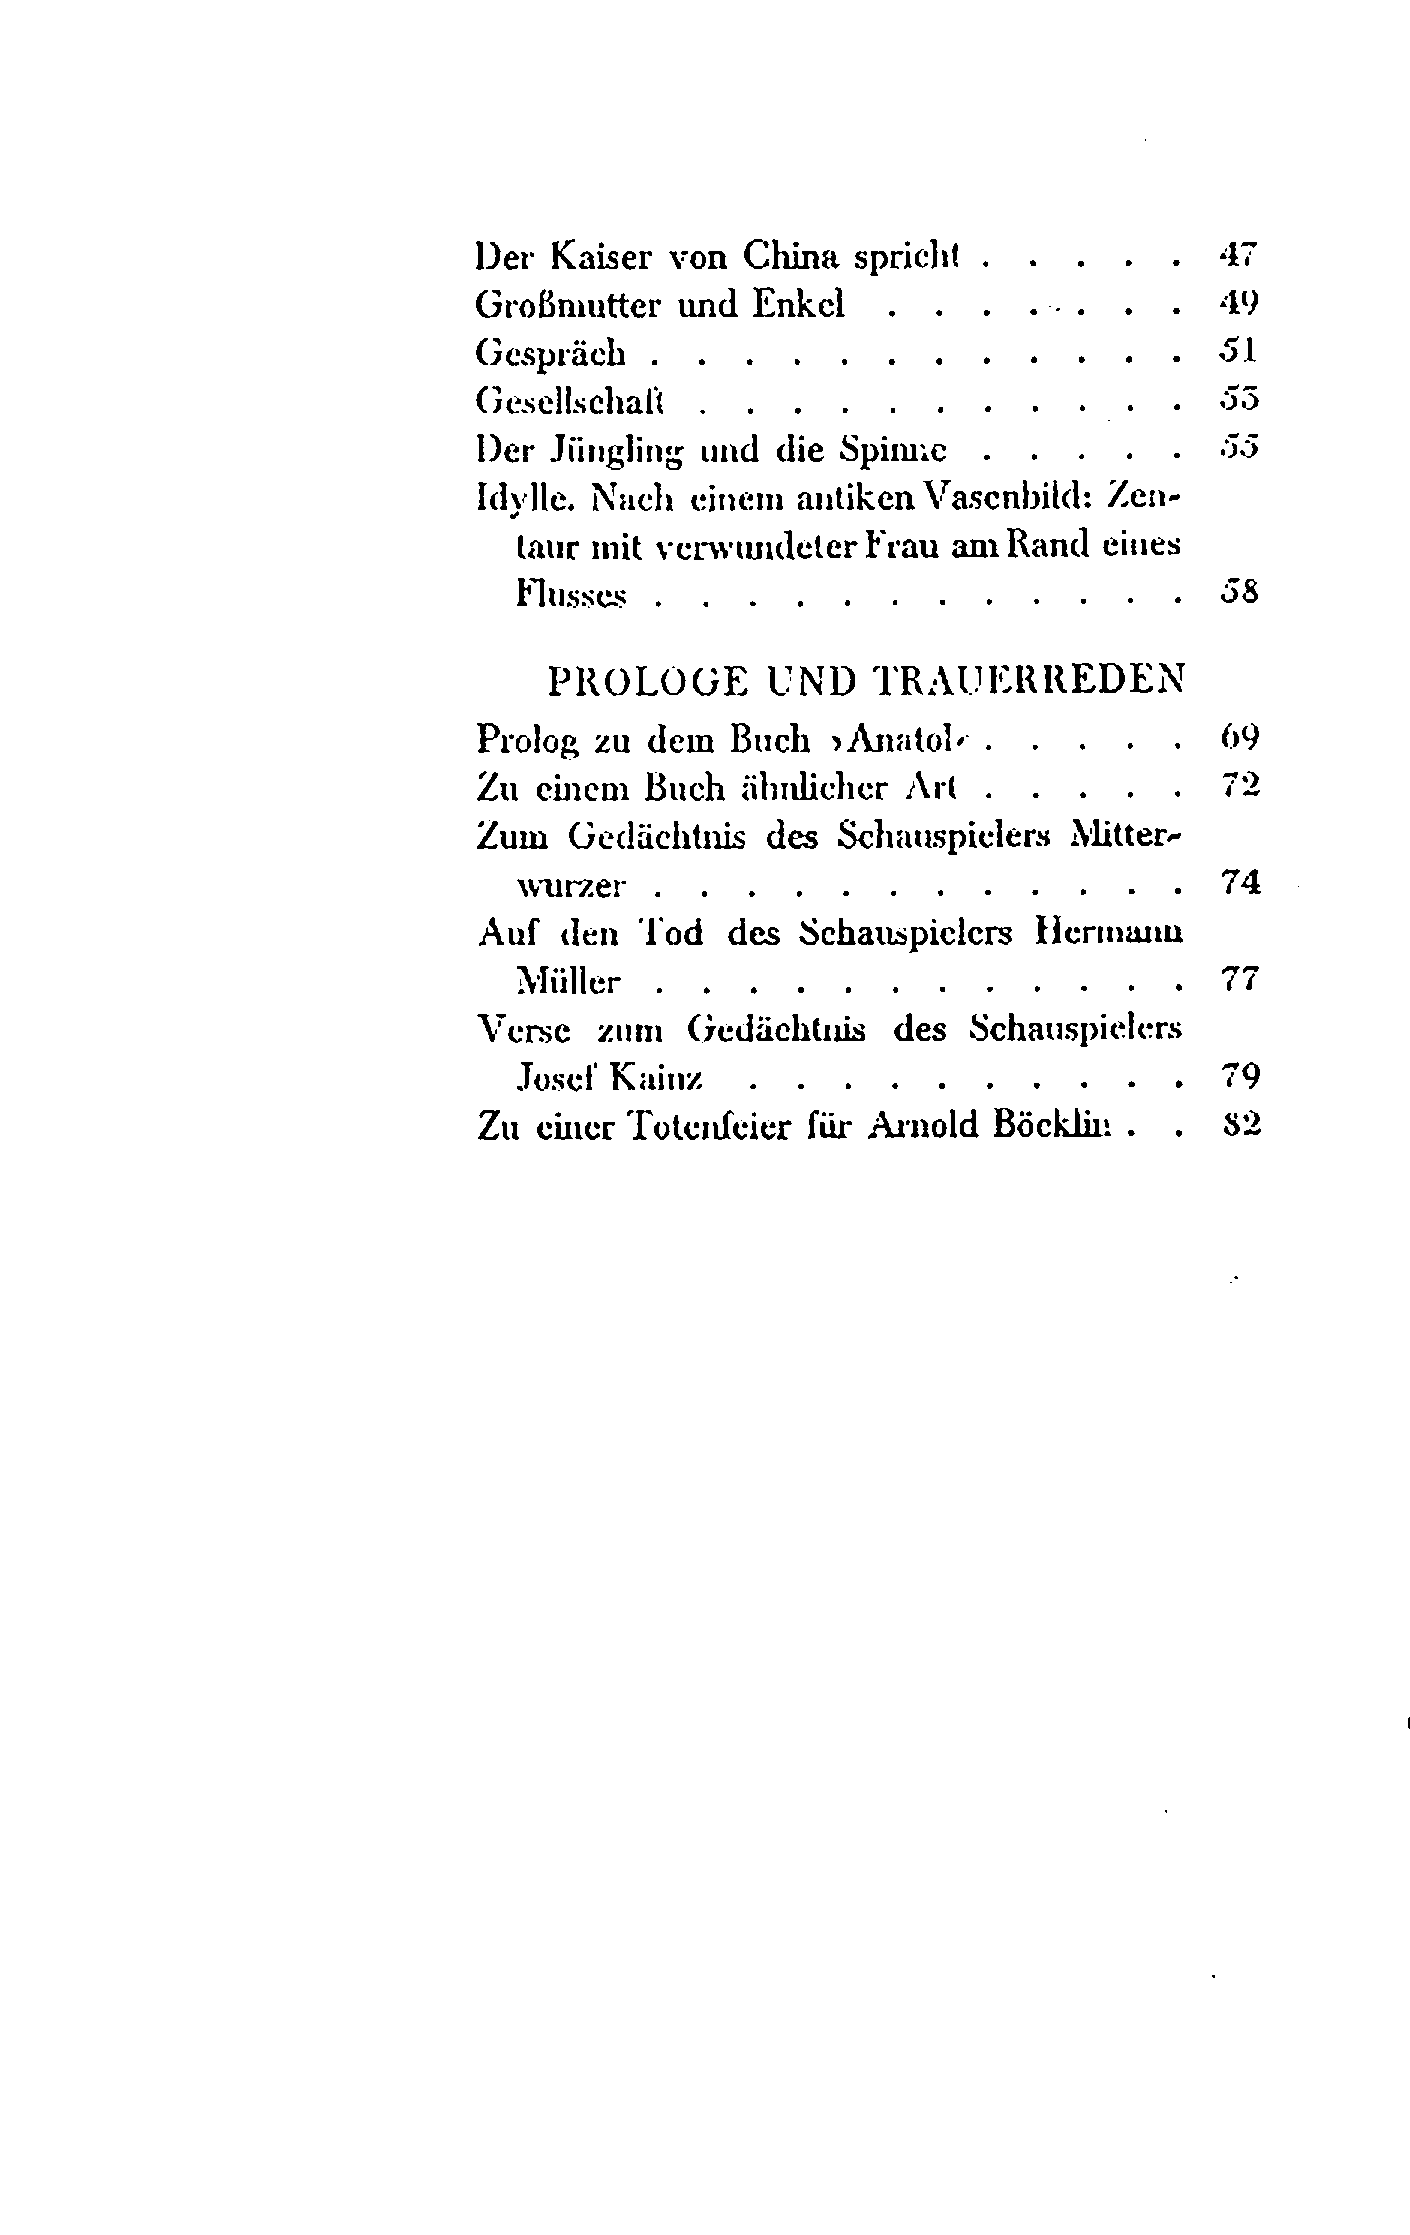 Der Kaiser von China spricht . . . . . 47
Großmutter und Enkel . . . . . . . 49
Gespräch . . . . . . . . . . . . 51
Gesellschaft . . . . . . . . . . . 53
Der Jüngling und die Spinne . . . . . 55
Idylle. Nach einem antiken Vasenbild: Zen-
taur mit verwundeter Frau am Rand eines
Flusses . . . . . . . . . . . . 58
PROLOGE UND TRAUERREDEN
Prolog zu dem Buch ›Anatol‹ . . . . . 69
Zu einem Buch ähnlicher Art . . . . . 72
Zum Gedächtnis des Schauspielers Mitter-
wurzer . . . . . . . . . . . . 74
Auf den Tod des Schauspielers Hermann
Müller . . . . . . . . . . . . 77
Verse zum Gedächtnis des Schauspielers
Josef Kainz . . . . . . . . . . 79
Zu einer Totenfeier für Arnold Böcklin . . 82